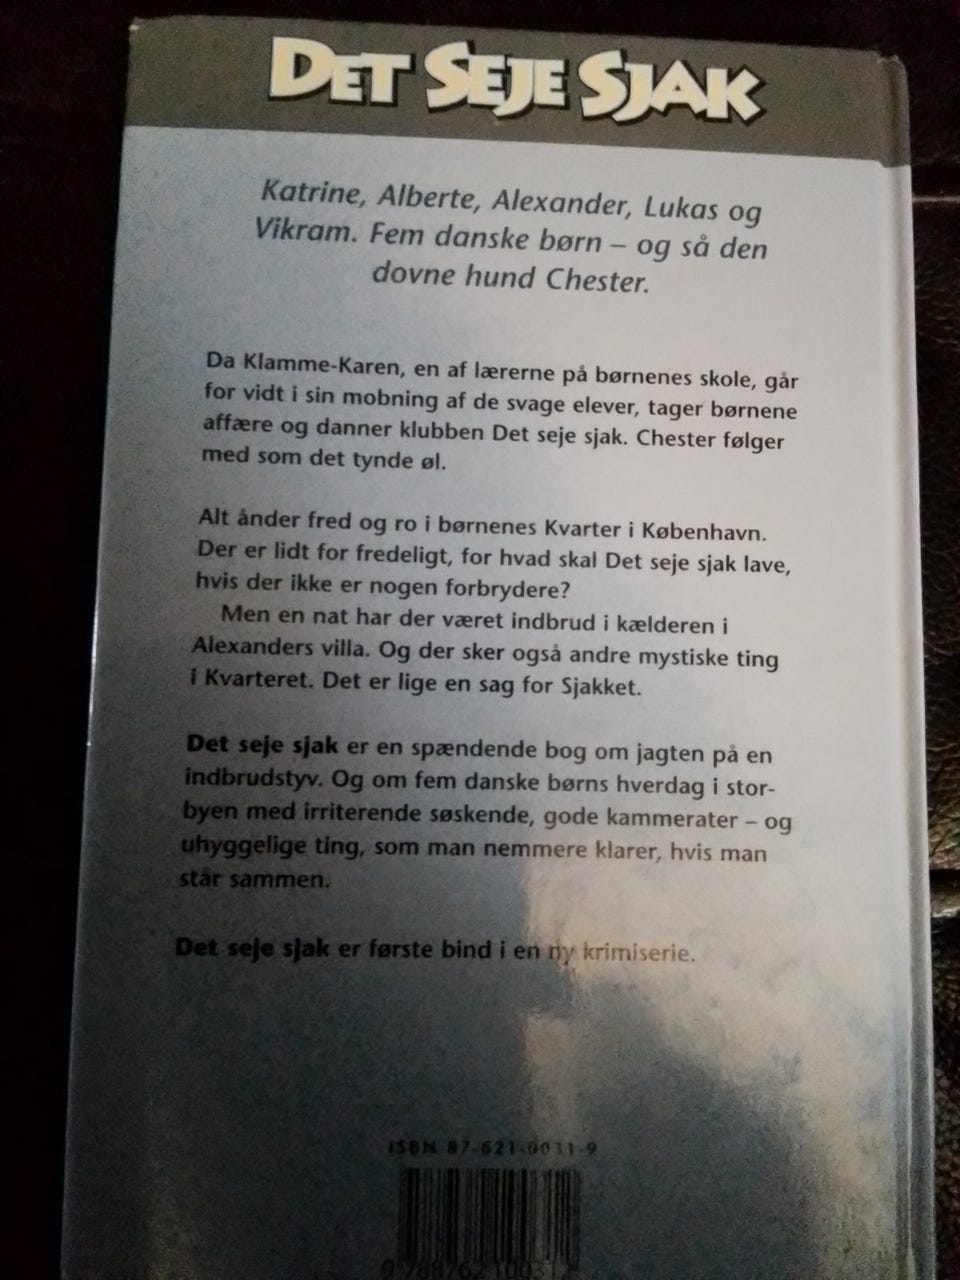 DET SEJE SJAK
Katrine, Alberte, Alexander, Lukas og
Vikram. Fem danske børn – og så den
dovne hund Chester.
Da Klamme-Karen, en af lærerne på børnenes skole, går
for vidt i sin mobning af de svage elever, tager børnene
affære og danner klubben Det seje sjak. Chester følger
med som det tynde øl.
Alt ånder fred og ro i børnenes Kvarter i København.
Der er lidt for fredeligt, for hvad skal Det seje sjak lave,
hvis der ikke er nogen forbrydere?
Men en nat har der været indbrud i kælderen i
Alexanders villa. Og der sker også andre mystiske ting
i Kvarteret. Det er lige en sag for Sjakket.
Det seje sjak er en spændende bog om jagten på en
indbrudstyv. Og om fem danske børns hverdag i stor-
byen med irriterende søskende, gode kammerater – og
uhyggelige ting, som man nemmere klarer, hvis man
står sammen.
Det seje sjak er første bind i en ny krimiserie.
ISBN 87-621-0031-9